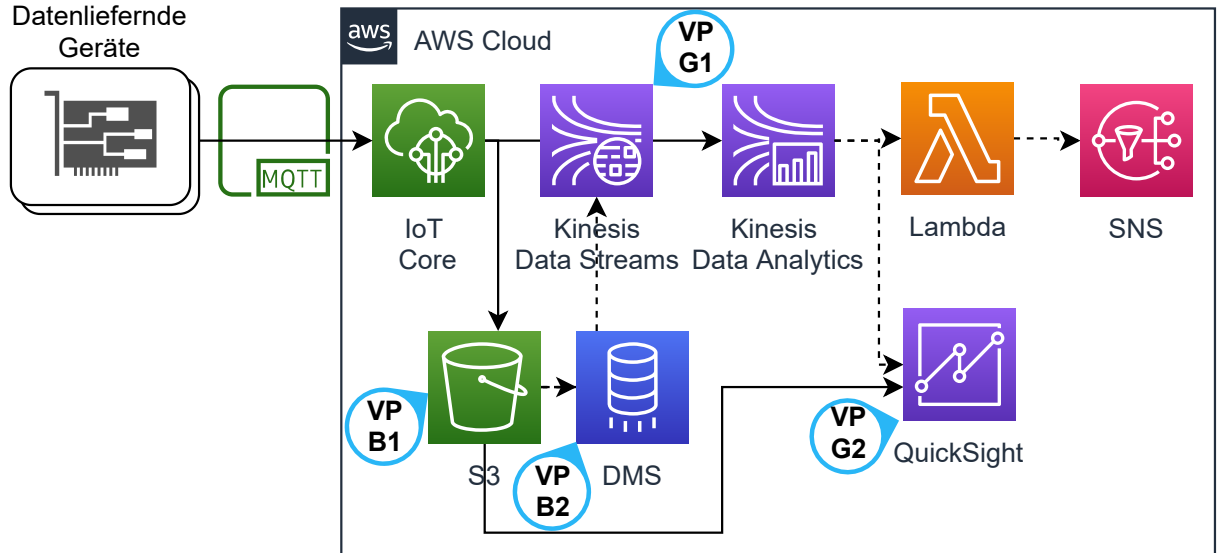 Datenliefernde
Geräte
MQTT
aws
AWS Cloud
VP
G1
IoT
Core
Kinesis
Data Streams
Kinesis
Data Analytics
Lambda
SNS
VP
B1
S3
VP
B2
DMS
VP
G2
QuickSight